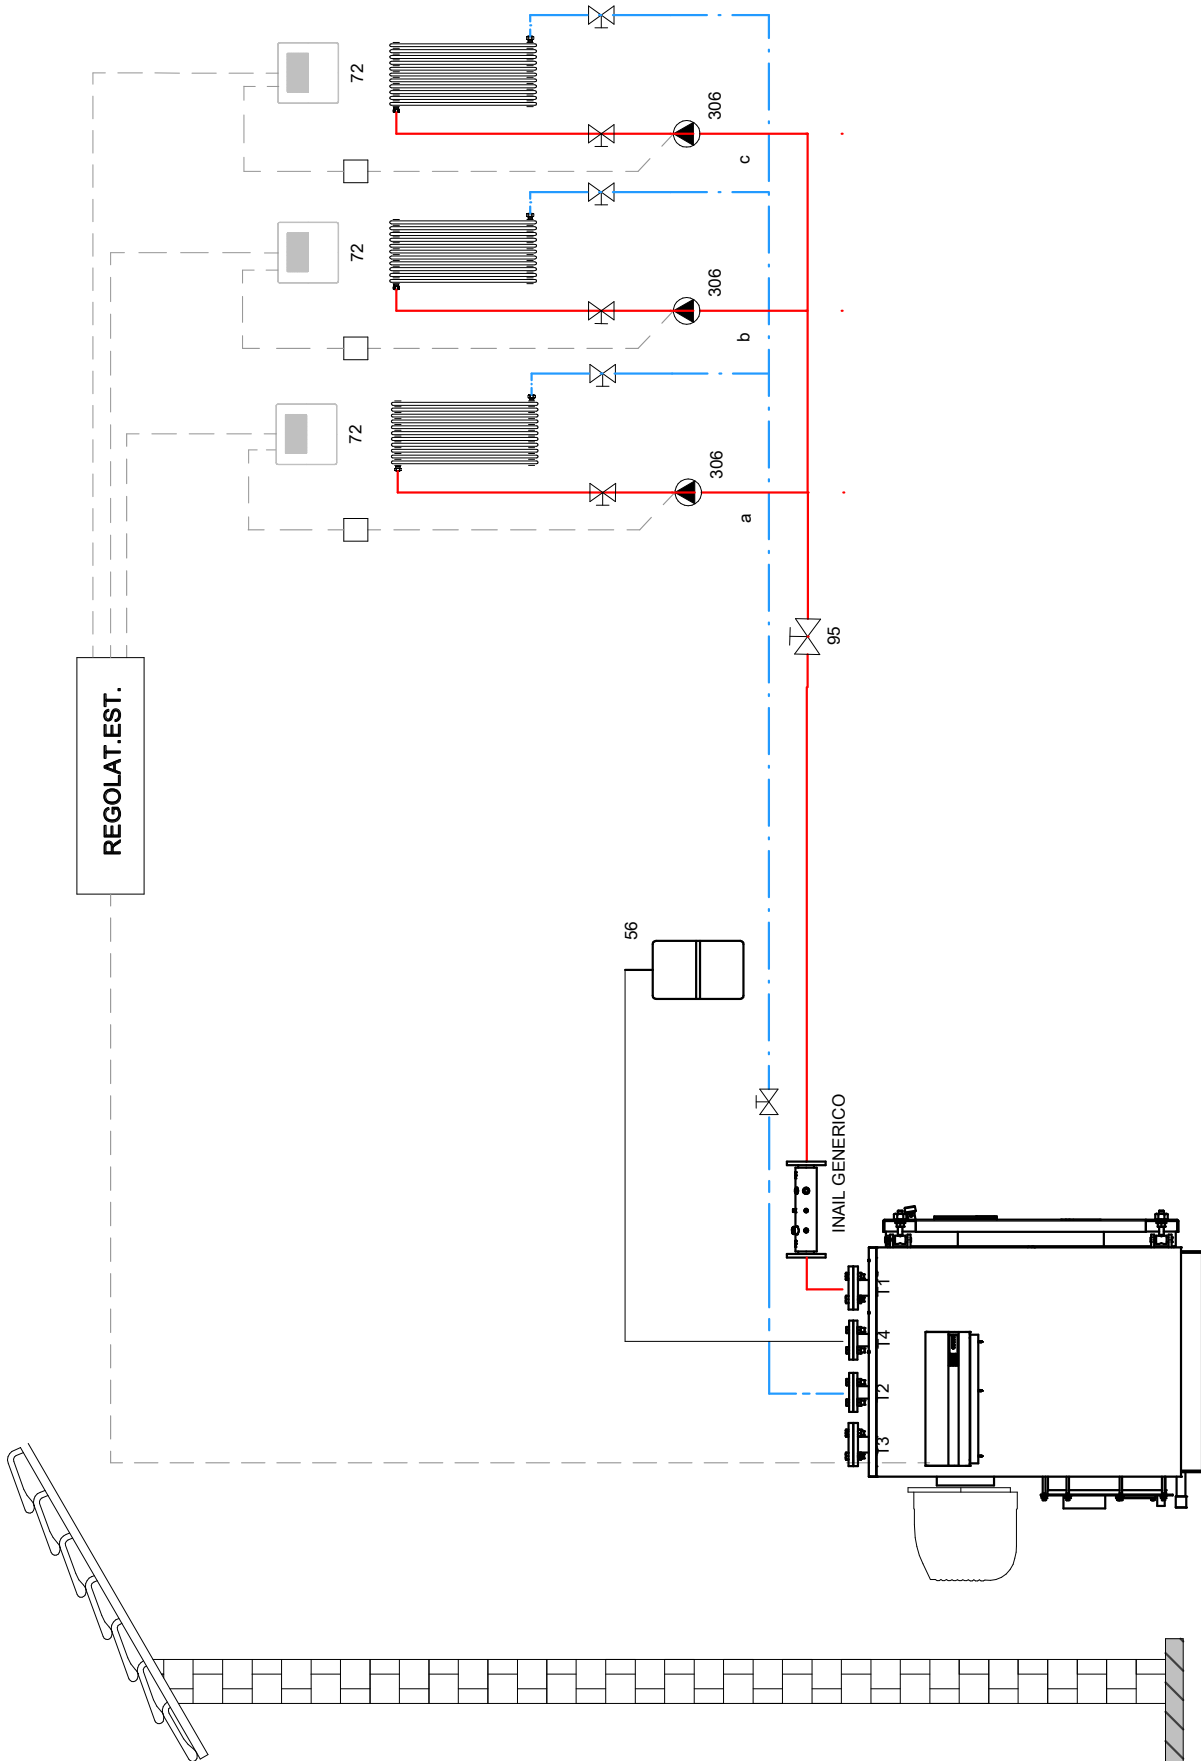 REGOLAT.EST.
72
72
72
56
306
306
306
a
b
c
INAIL GENERICO
95
T3
T2
T4
T1